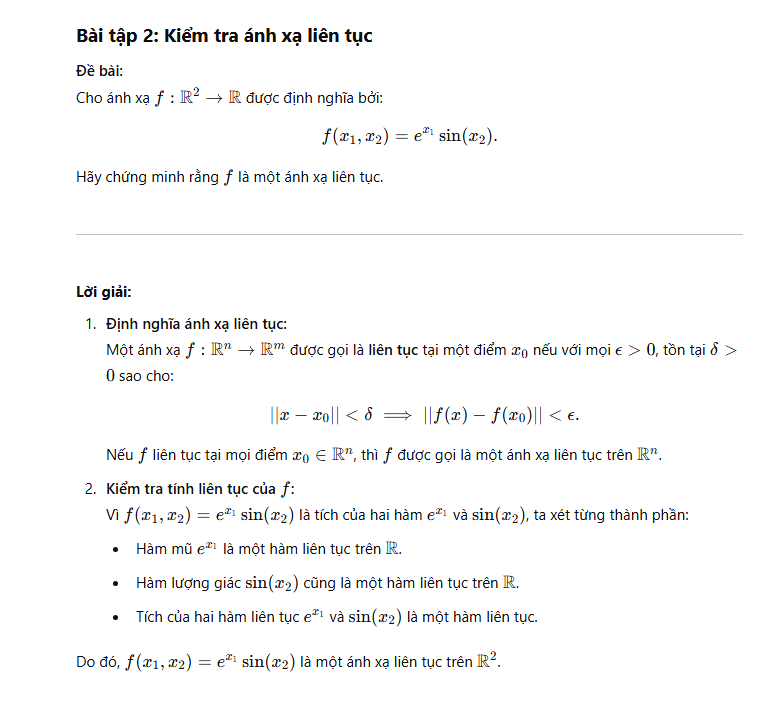 Bài tập 2: Kiểm tra ánh xạ liên tục
Đề bài:
Cho ánh xạ f : ℝ² → ℝ được định nghĩa bởi:
f(x₁, x₂) = e^{x₁} sin(x₂).
Hãy chứng minh rằng f là một ánh xạ liên tục.
Lời giải:
1. Định nghĩa ánh xạ liên tục:
Một ánh xạ f : ℝⁿ → ℝᵐ được gọi là liên tục tại một điểm x₀ nếu với mọi ϵ > 0, tồn tại δ >
0 sao cho:
||x − x₀|| < δ ⟹ ||f(x) − f(x₀)|| < ϵ.
Nếu f liên tục tại mọi điểm x₀ ∈ ℝⁿ, thì f được gọi là một ánh xạ liên tục trên ℝⁿ.
2. Kiểm tra tính liên tục của f:
Vì f(x₁, x₂) = e^{x₁} sin(x₂) là tích của hai hàm e^{x₁} và sin(x₂), ta xét từng thành phần:
• Hàm mũ e^{x₁} là một hàm liên tục trên ℝ.
• Hàm lượng giác sin(x₂) cũng là một hàm liên tục trên ℝ.
• Tích của hai hàm liên tục e^{x₁} và sin(x₂) là một hàm liên tục.
Do đó, f(x₁, x₂) = e^{x₁} sin(x₂) là một ánh xạ liên tục trên ℝ².